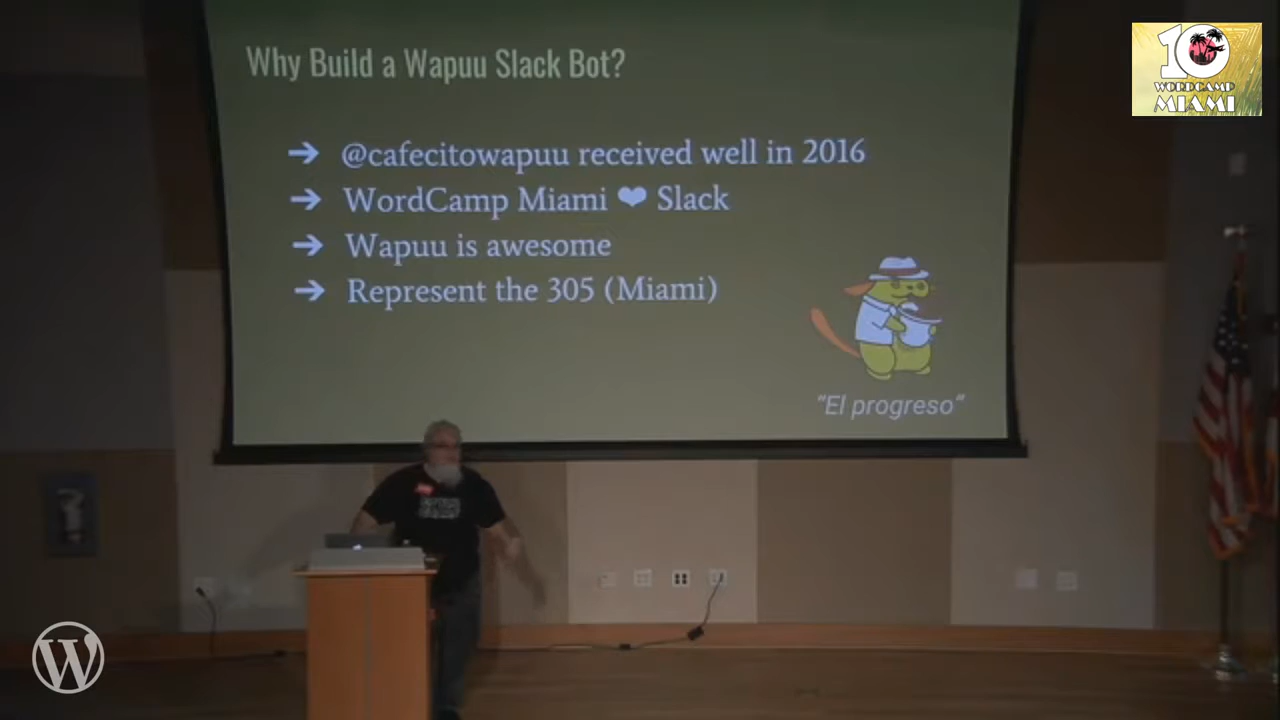 Why Build a Wapuu Slack Bot?
➔ @cafecitowapuu received well in 2016
➔ WordCamp Miami ❤ Slack
➔ Wapuu is awesome
➔ Represent the 305 (Miami)
"El progreso"
10
WORDCAMP
MIAMI
W